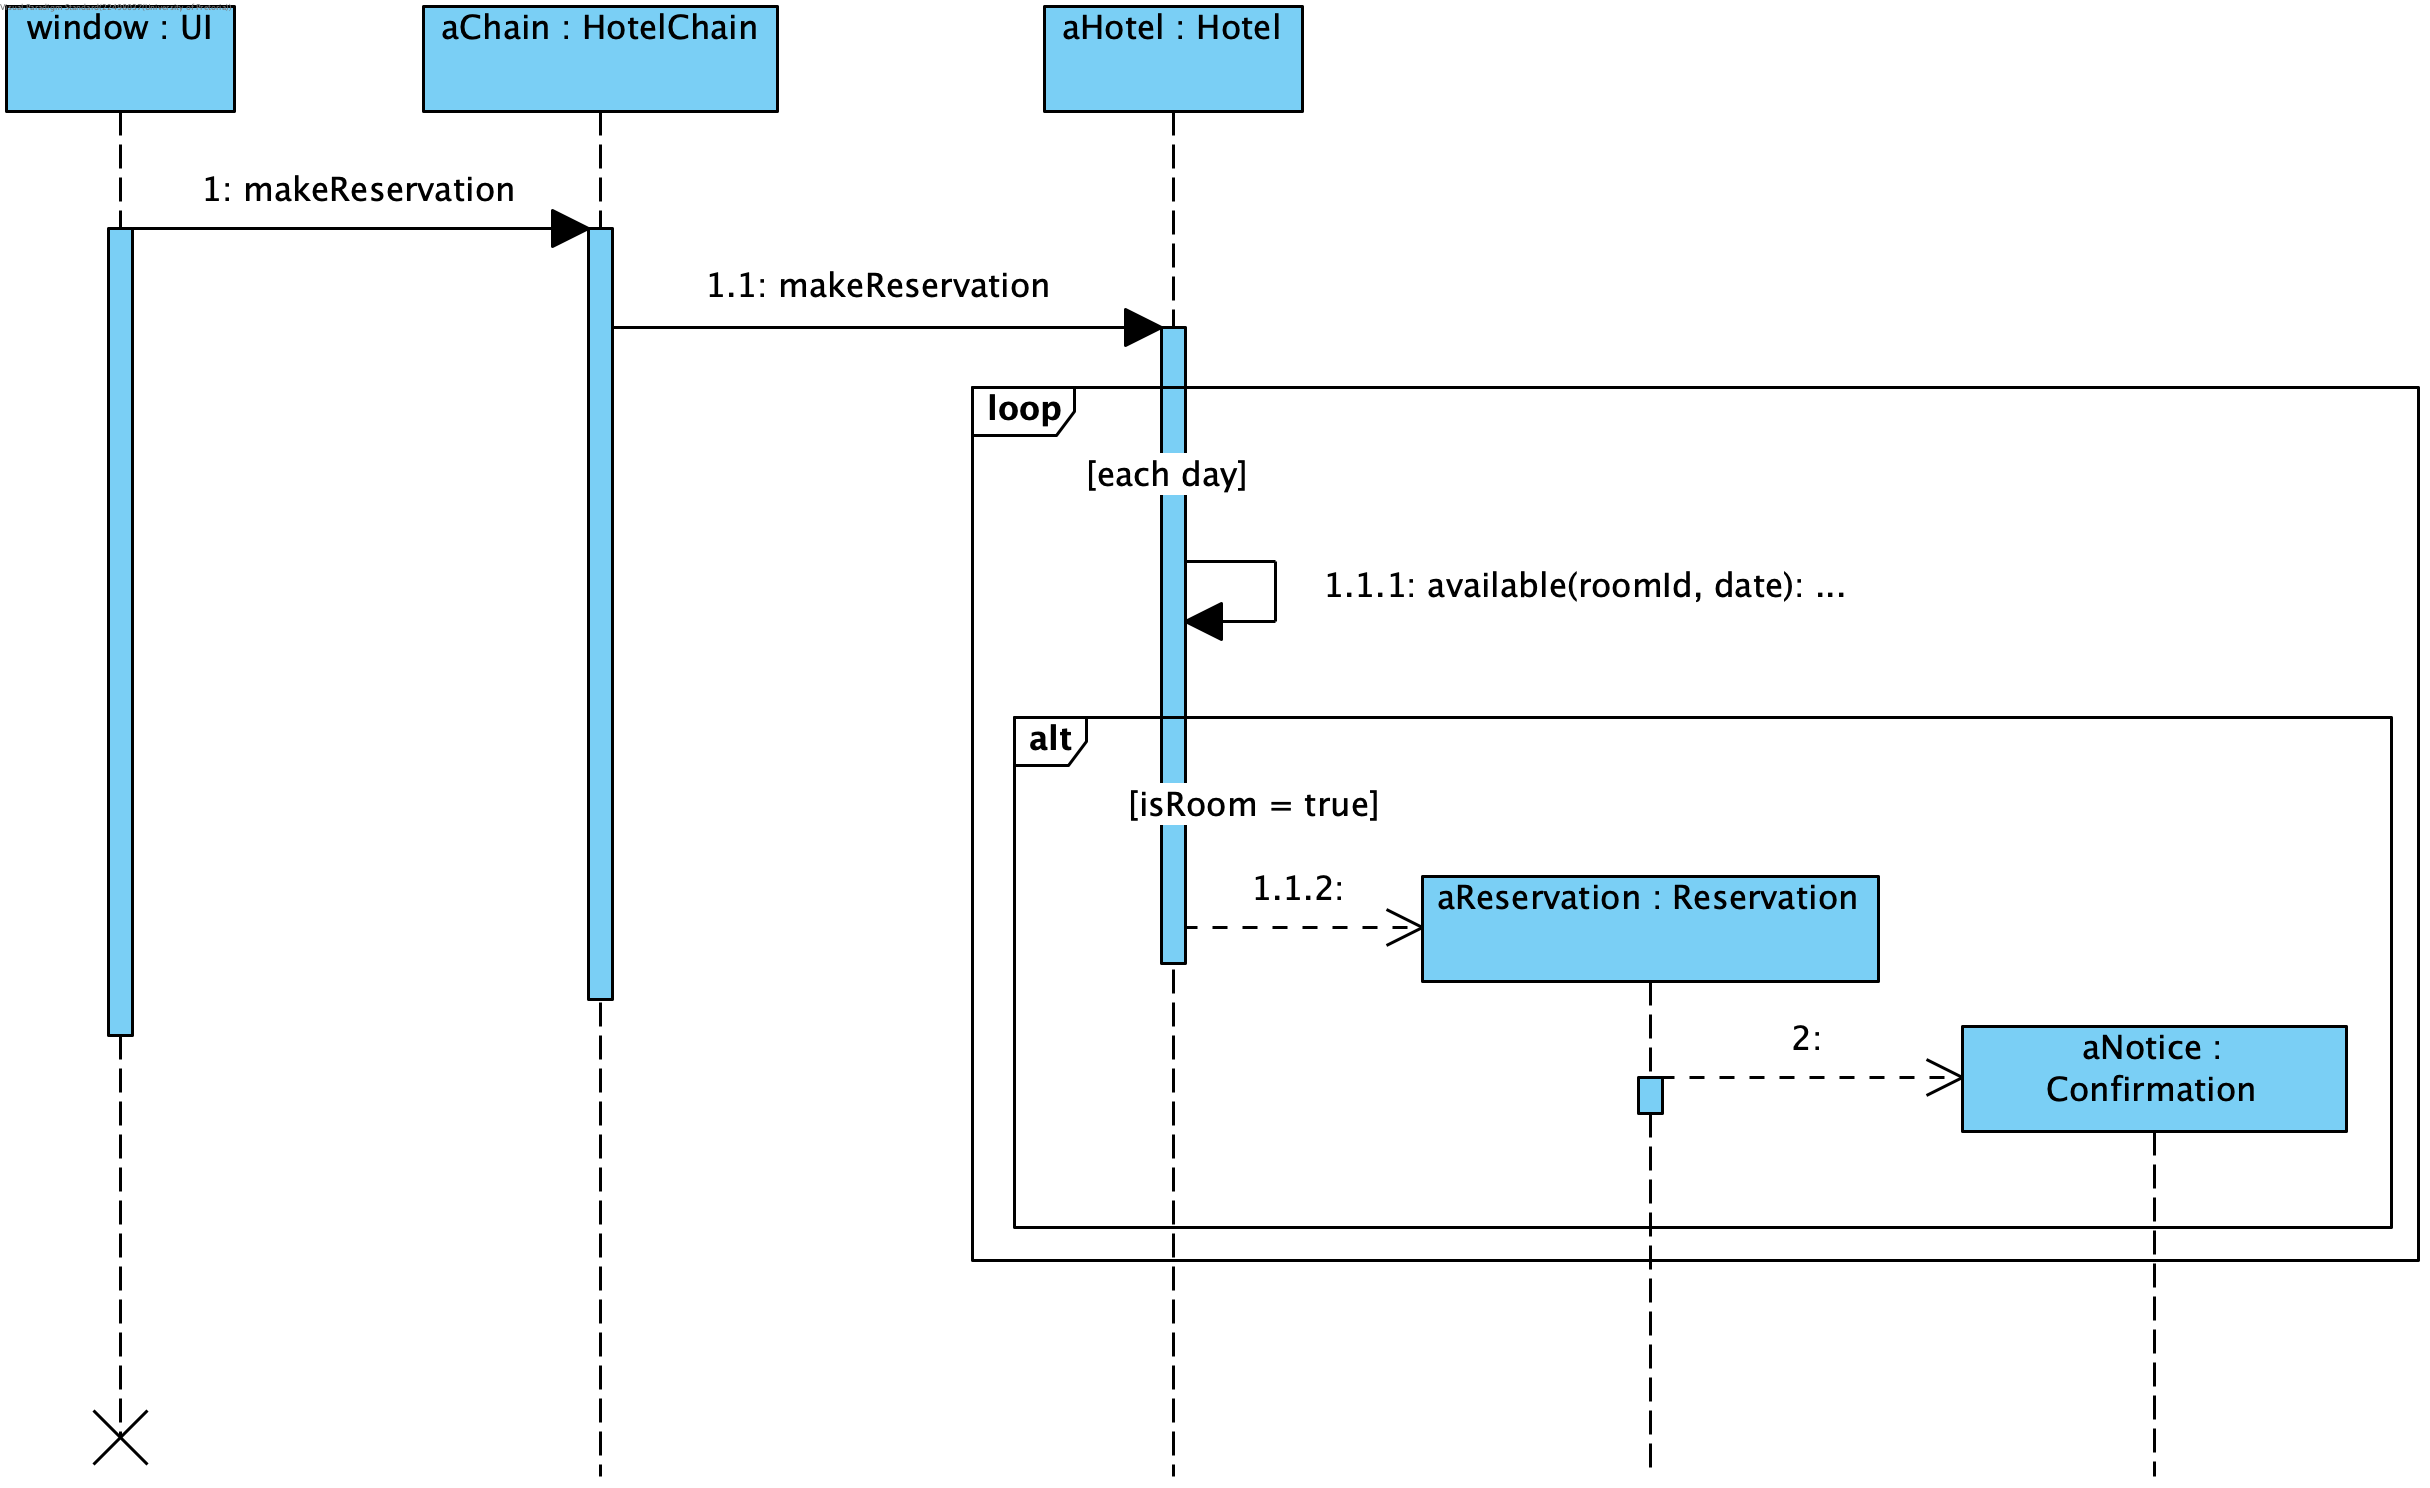 window : UI
aChain : HotelChain
aHotel : Hotel
1: makeReservation
1.1: makeReservation
loop
[each day]
1.1.1: available(roomId, date): ...
alt
[isRoom = true]
1.1.2:
aReservation : Reservation
2:
aNotice :
Confirmation